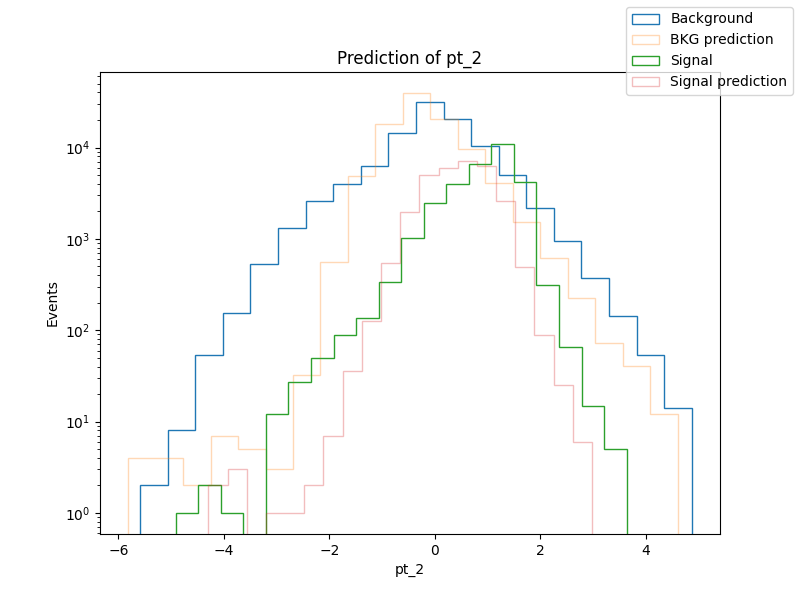 Prediction of pt_2
Background
BKG prediction
Signal
Signal prediction
Events
10⁴
10³
10²
10¹
10⁰
−6
−4
−2
0
2
4
pt_2